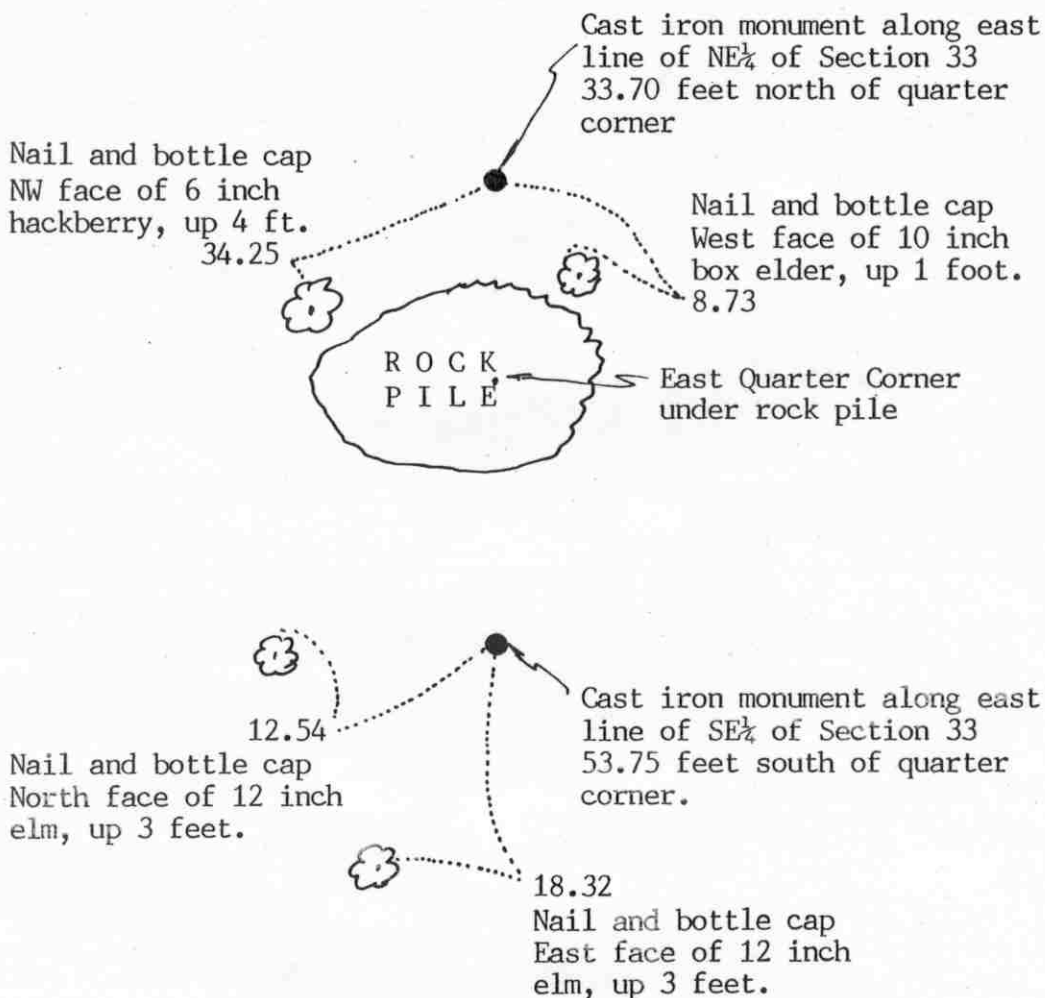 Cast iron monument along east
line of NE¼ of Section 33
33.70 feet north of quarter
corner
Nail and bottle cap
NW face of 6 inch
hackberry, up 4 ft.
34.25
Nail and bottle cap
West face of 10 inch
box elder, up 1 foot.
8.73
ROCK
PILE
East Quarter Corner
under rock pile
Cast iron monument along east
line of SE¼ of Section 33
53.75 feet south of quarter
corner.
12.54
Nail and bottle cap
North face of 12 inch
elm, up 3 feet.
18.32
Nail and bottle cap
East face of 12 inch
elm, up 3 feet.